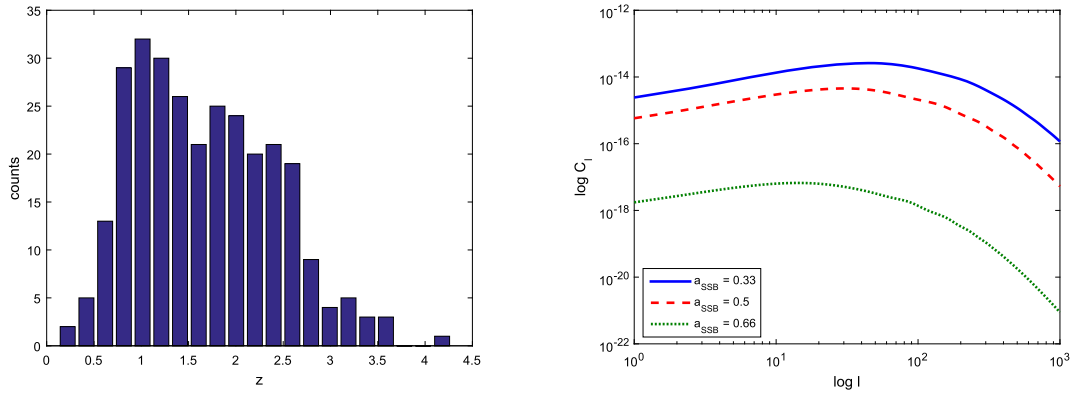 35
30
25
20
15
10
5
0
counts
0 0.5 1 1.5 2 2.5 3 3.5 4 4.5
z
10^-12
10^-14
10^-16
10^-18
10^-20
10^-22
log C_l
a_SSB = 0.33
a_SSB = 0.5
a_SSB = 0.66
10^0 10^1 10^2 10^3
log l